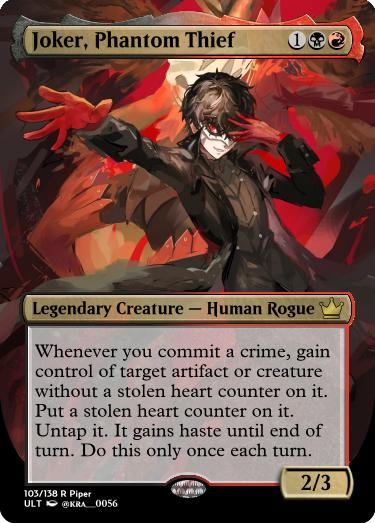 Joker, Phantom Thief 1
Legendary Creature — Human Rogue
Whenever you commit a crime, gain
control of target artifact or creature
without a stolen heart counter on it.
Put a stolen heart counter on it.
Untap it. It gains haste until end of
turn. Do this only once each turn.
2/3
103/138 R Piper
ULT @KRA__0056